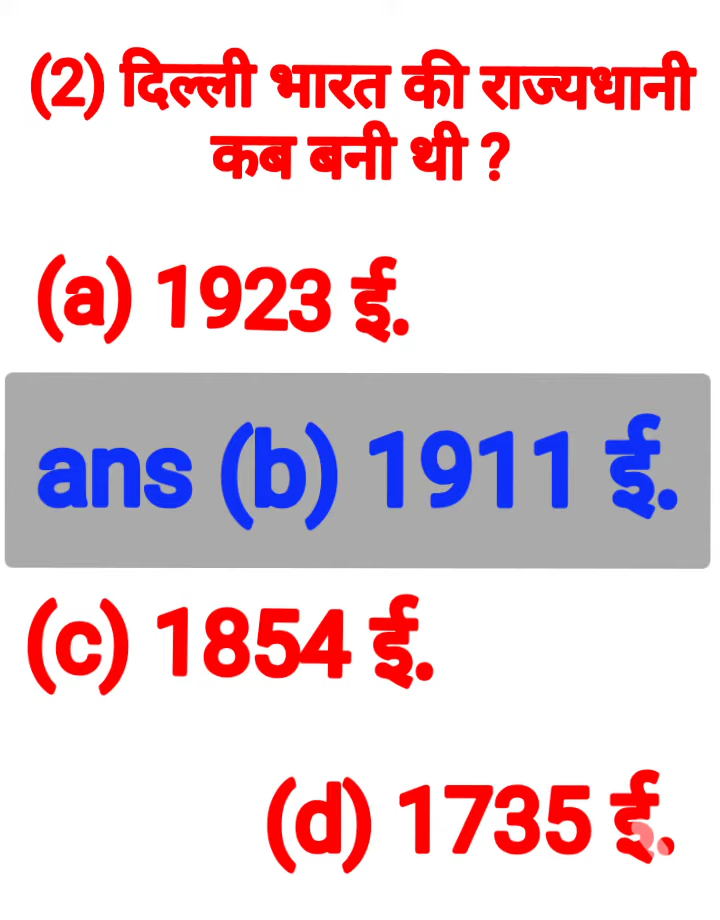 (2) दिल्ली भारत की राज्यधानी
कब बनी थी ?
(a) 1923 ई.
ans (b) 1911 ई.
(c) 1854 ई.
(d) 1735 ई.